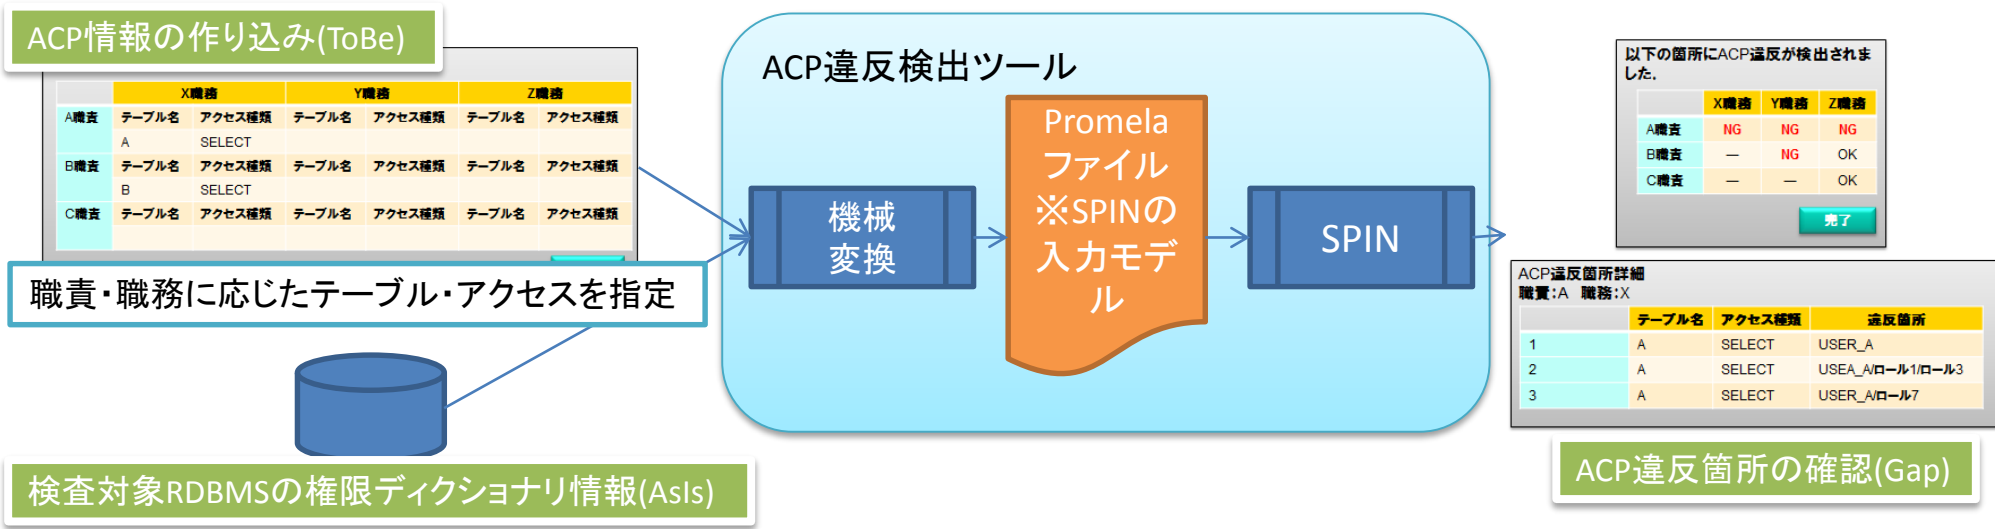 ACP情報の作り込み(ToBe)
X職務 Y職務 Z職務
A職責 テーブル名 アクセス種類 テーブル名 アクセス種類 テーブル名 アクセス種類
A SELECT
B職責 テーブル名 アクセス種類 テーブル名 アクセス種類 テーブル名 アクセス種類
B SELECT
C職責 テーブル名 アクセス種類 テーブル名 アクセス種類 テーブル名 アクセス種類
職責・職務に応じたテーブル・アクセスを指定
検査対象RDBMSの権限ディクショナリ情報(AsIs)
ACP違反検出ツール
機械
変換
Promela
ファイル
※SPINの
入力モデ
ル
SPIN
以下の箇所にACP違反が検出されま
した.
X職務 Y職務 Z職務
A職責 NG NG NG
B職責 — NG OK
C職責 — — OK
完了
ACP違反箇所詳細
職責:A 職務:X
テーブル名 アクセス種類 違反箇所
1 A SELECT USER_A
2 A SELECT USEA_A/ロール1/ロール3
3 A SELECT USER_A/ロール7
ACP違反箇所の確認(Gap)